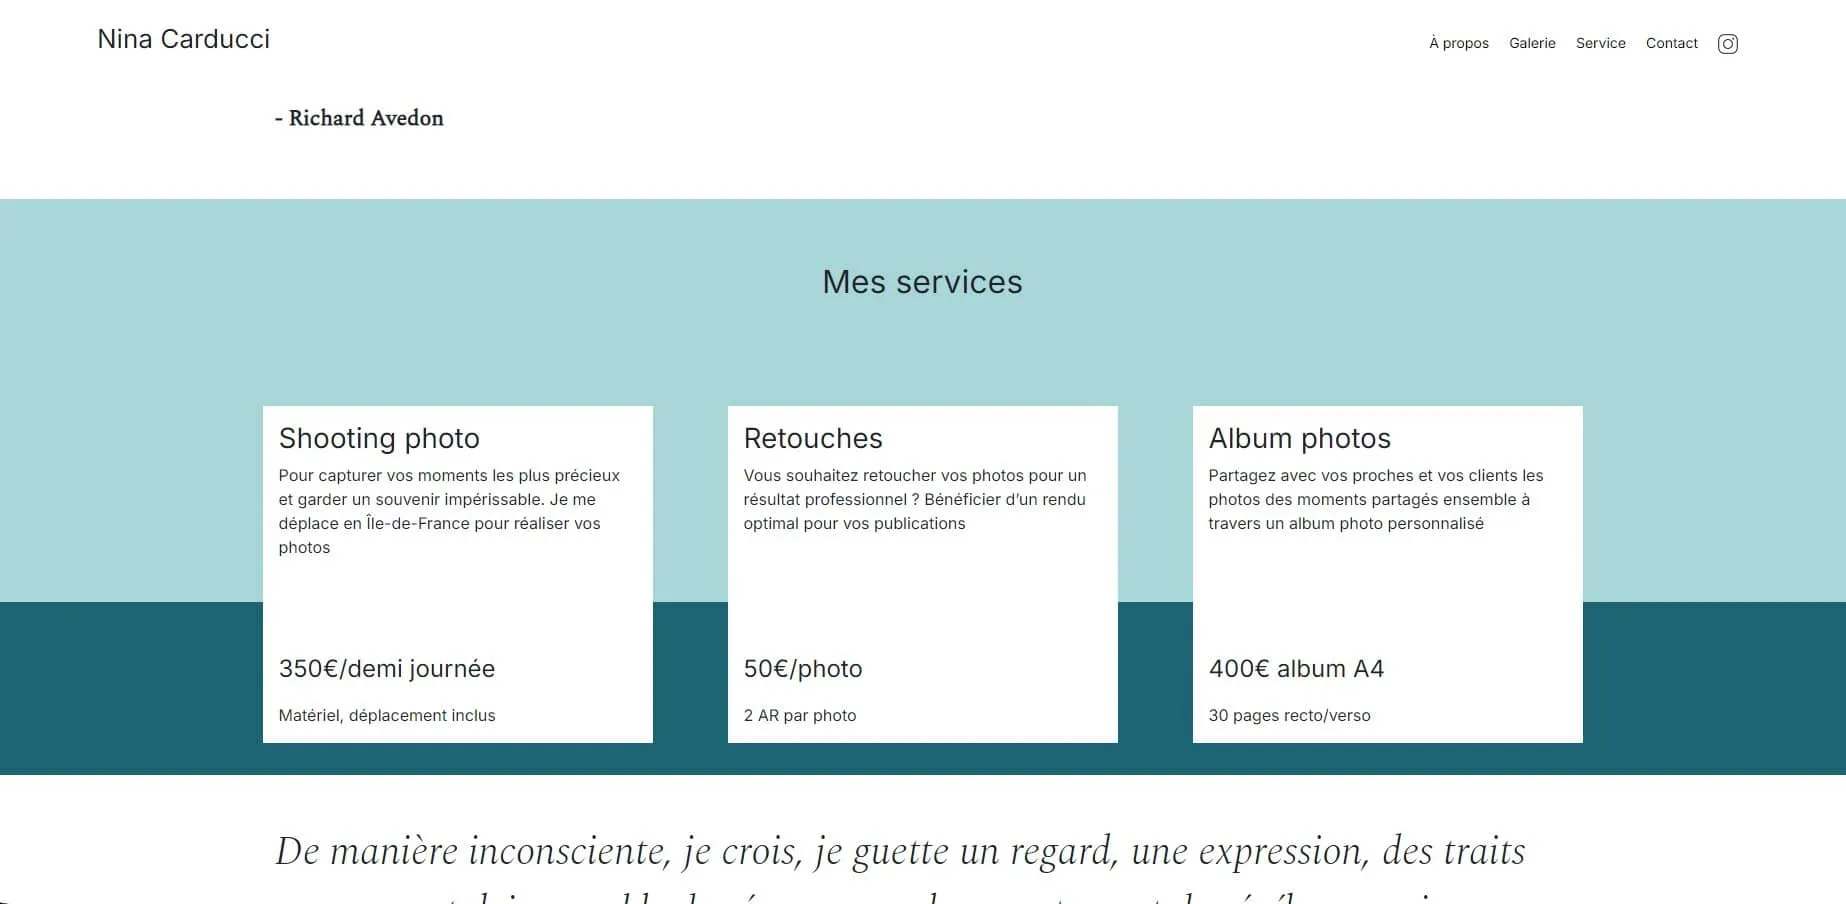 Nina Carducci
À propos Galerie Service Contact
- Richard Avedon
Mes services
Shooting photo
Pour capturer vos moments les plus précieux
et garder un souvenir impérissable. Je me
déplace en Île-de-France pour réaliser vos
photos
350€/demi journée
Matériel, déplacement inclus
Retouches
Vous souhaitez retoucher vos photos pour un
résultat professionnel ? Bénéficier d’un rendu
optimal pour vos publications
50€/photo
2 AR par photo
Album photos
Partagez avec vos proches et vos clients les
photos des moments partagés ensemble à
travers un album photo personnalisé
400€ album A4
30 pages recto/verso
De manière inconsciente, je crois, je guette un regard, une expression, des traits